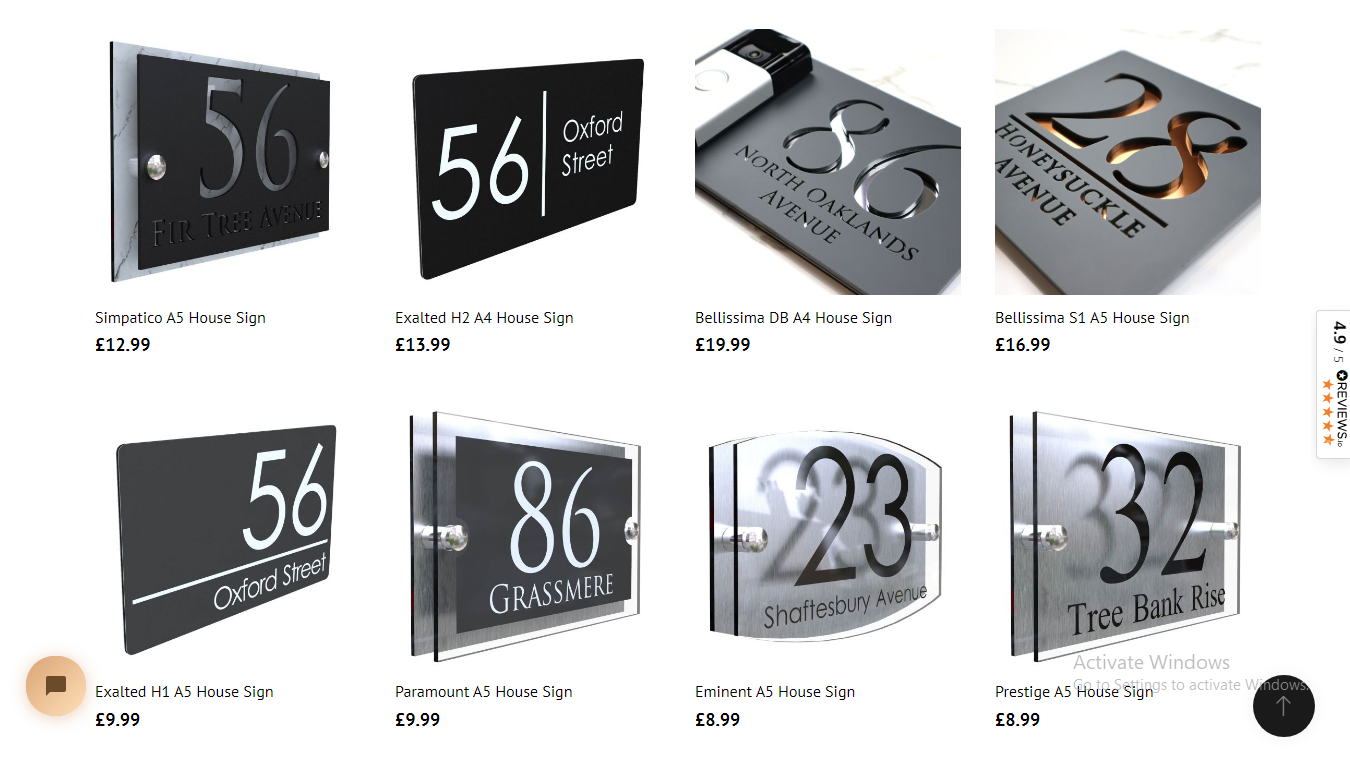 56
FIR TREE AVENUE
56
Oxford
Street
86
NORTH OAKLANDS
AVENUE
28
HONEYSUCKLE
AVENUE
Simpatico A5 House Sign
£12.99
Exalted H2 A4 House Sign
£13.99
Bellissima DB A4 House Sign
£19.99
Bellissima S1 A5 House Sign
£16.99
4.9 / 5 REVIEWS.io
56
Oxford Street
86
GRASSMERE
23
Shaftesbury Avenue
32
Tree Bank Rise
Exalted H1 A5 House Sign
£9.99
Paramount A5 House Sign
£9.99
Eminent A5 House Sign
£8.99
Prestige A5 House Sign
£8.99
Activate Windows
Go to Settings to activate Windows.